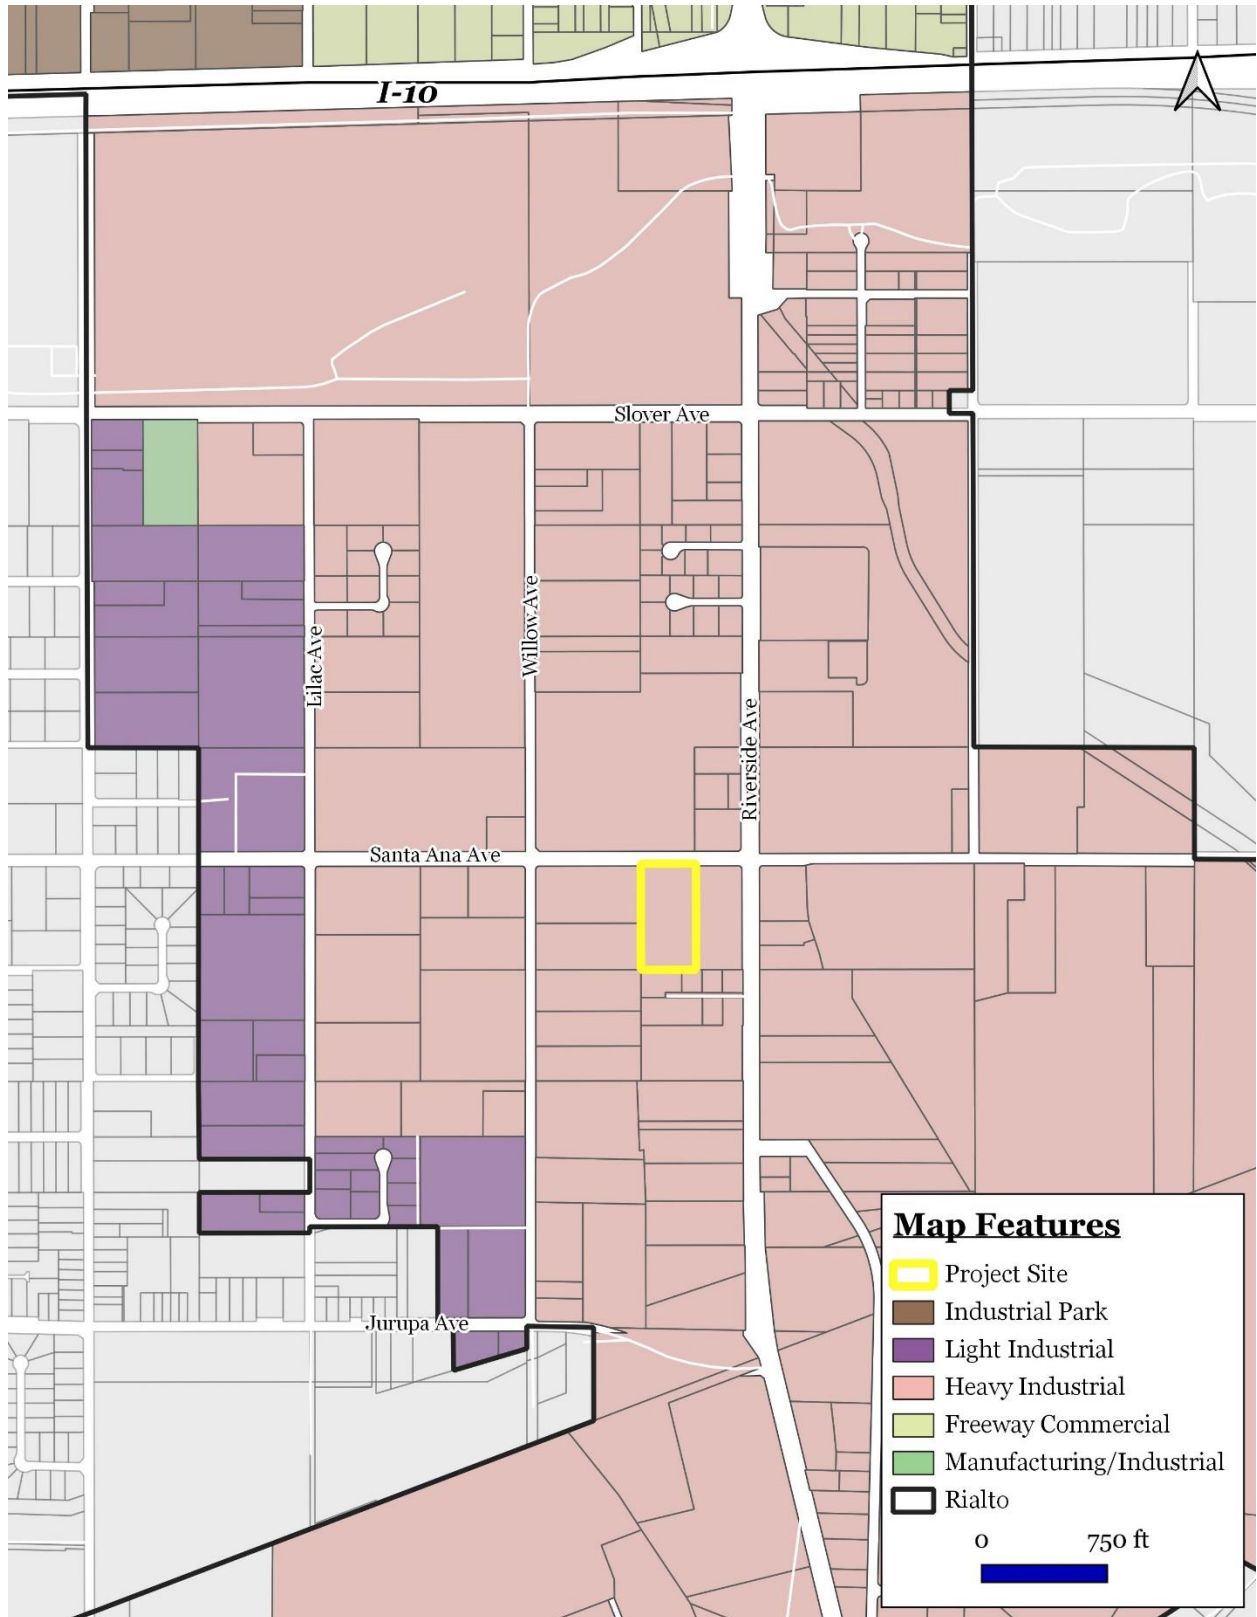 I-10
Slover Ave
Lilac Ave
Willow Ave
Riverside Ave
Santa Ana Ave
Jurupa Ave
Map Features
Project Site
Industrial Park
Light Industrial
Heavy Industrial
Freeway Commercial
Manufacturing/Industrial
Rialto
0 750 ft